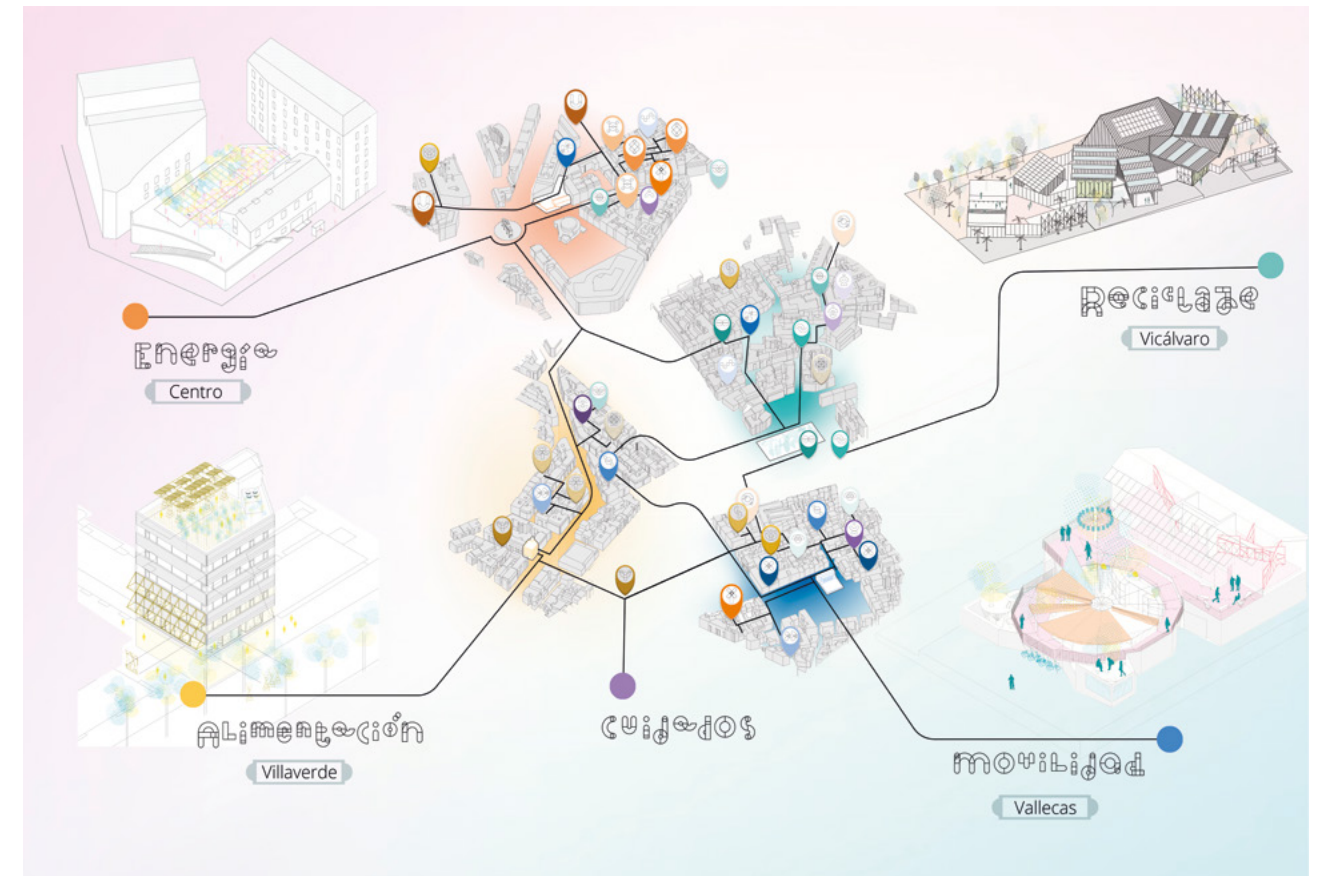 Energía
Centro
Reciclaje
Vicálvaro
Alimentación
Villaverde
Cuidados
Movilidad
Vallecas